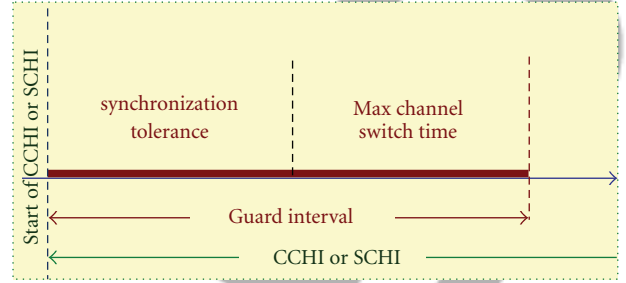 Start of CCHI or SCHI
synchronization
tolerance
Max channel
switch time
Guard interval
CCHI or SCHI